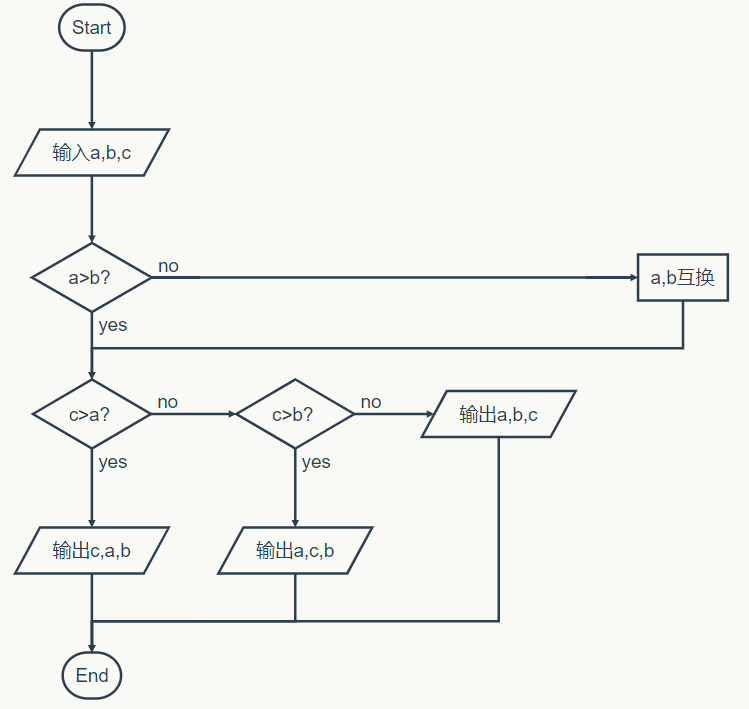 Start
输入a,b,c
a>b?
no
a,b互换
yes
c>a?
no
c>b?
no
输出a,b,c
yes
yes
输出c,a,b
输出a,c,b
End